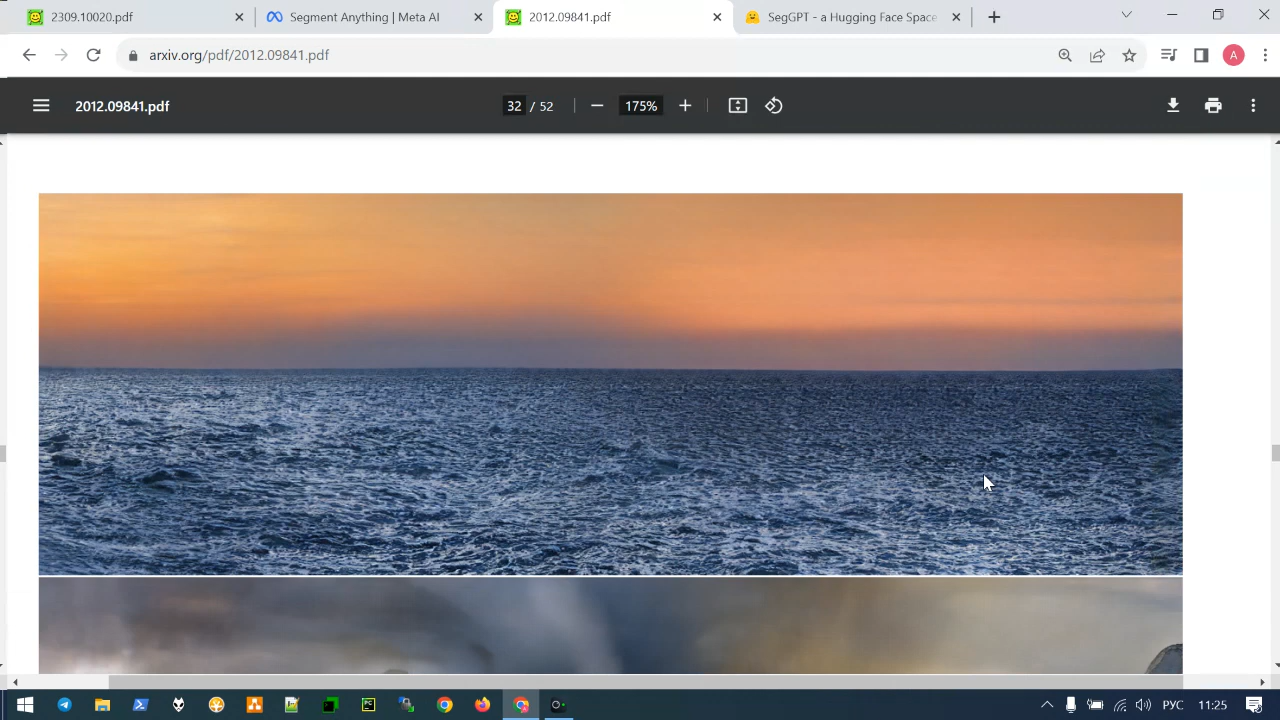 2309.10020.pdf
Segment Anything | Meta AI
2012.09841.pdf
SegGPT - a Hugging Face Space
arxiv.org/pdf/2012.09841.pdf
A
2012.09841.pdf
32 / 52
175%
РУС
11:25